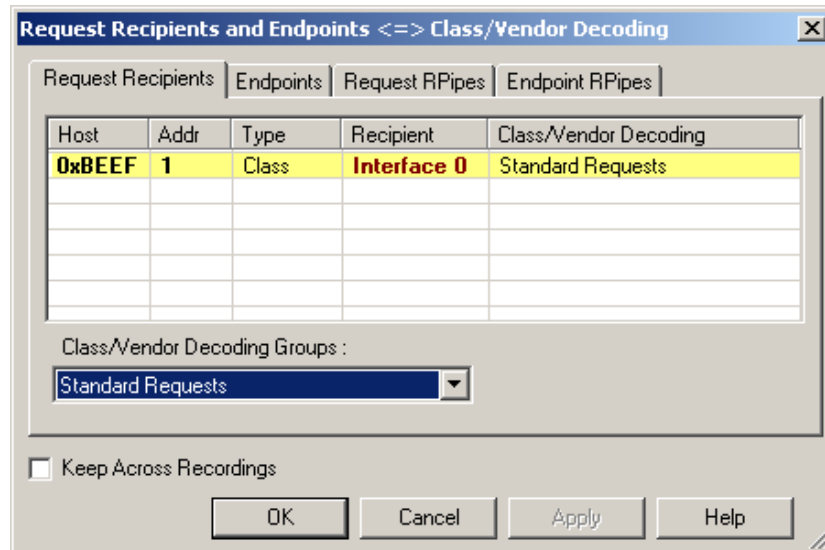 Request Recipients and Endpoints <=> Class/Vendor Decoding
Request Recipients Endpoints Request RPipes Endpoint RPipes
Host Addr Type Recipient Class/Vendor Decoding
0xBEEF 1 Class Interface 0 Standard Requests
Class/Vendor Decoding Groups :
Standard Requests
Keep Across Recordings
OK Cancel Apply Help